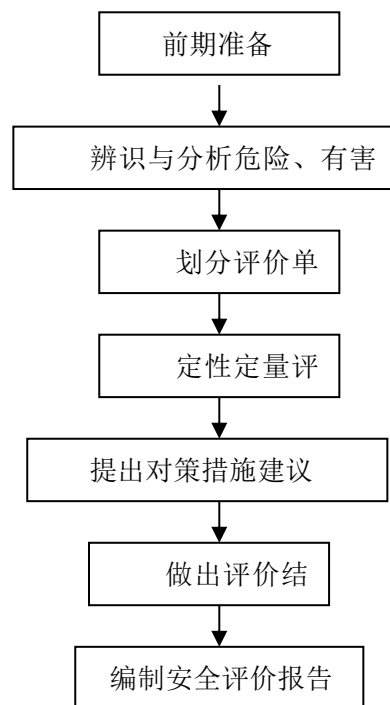 前期准备
辨识与分析危险、有害
划分评价单
定性定量评
提出对策措施建议
做出评价结
编制安全评价报告